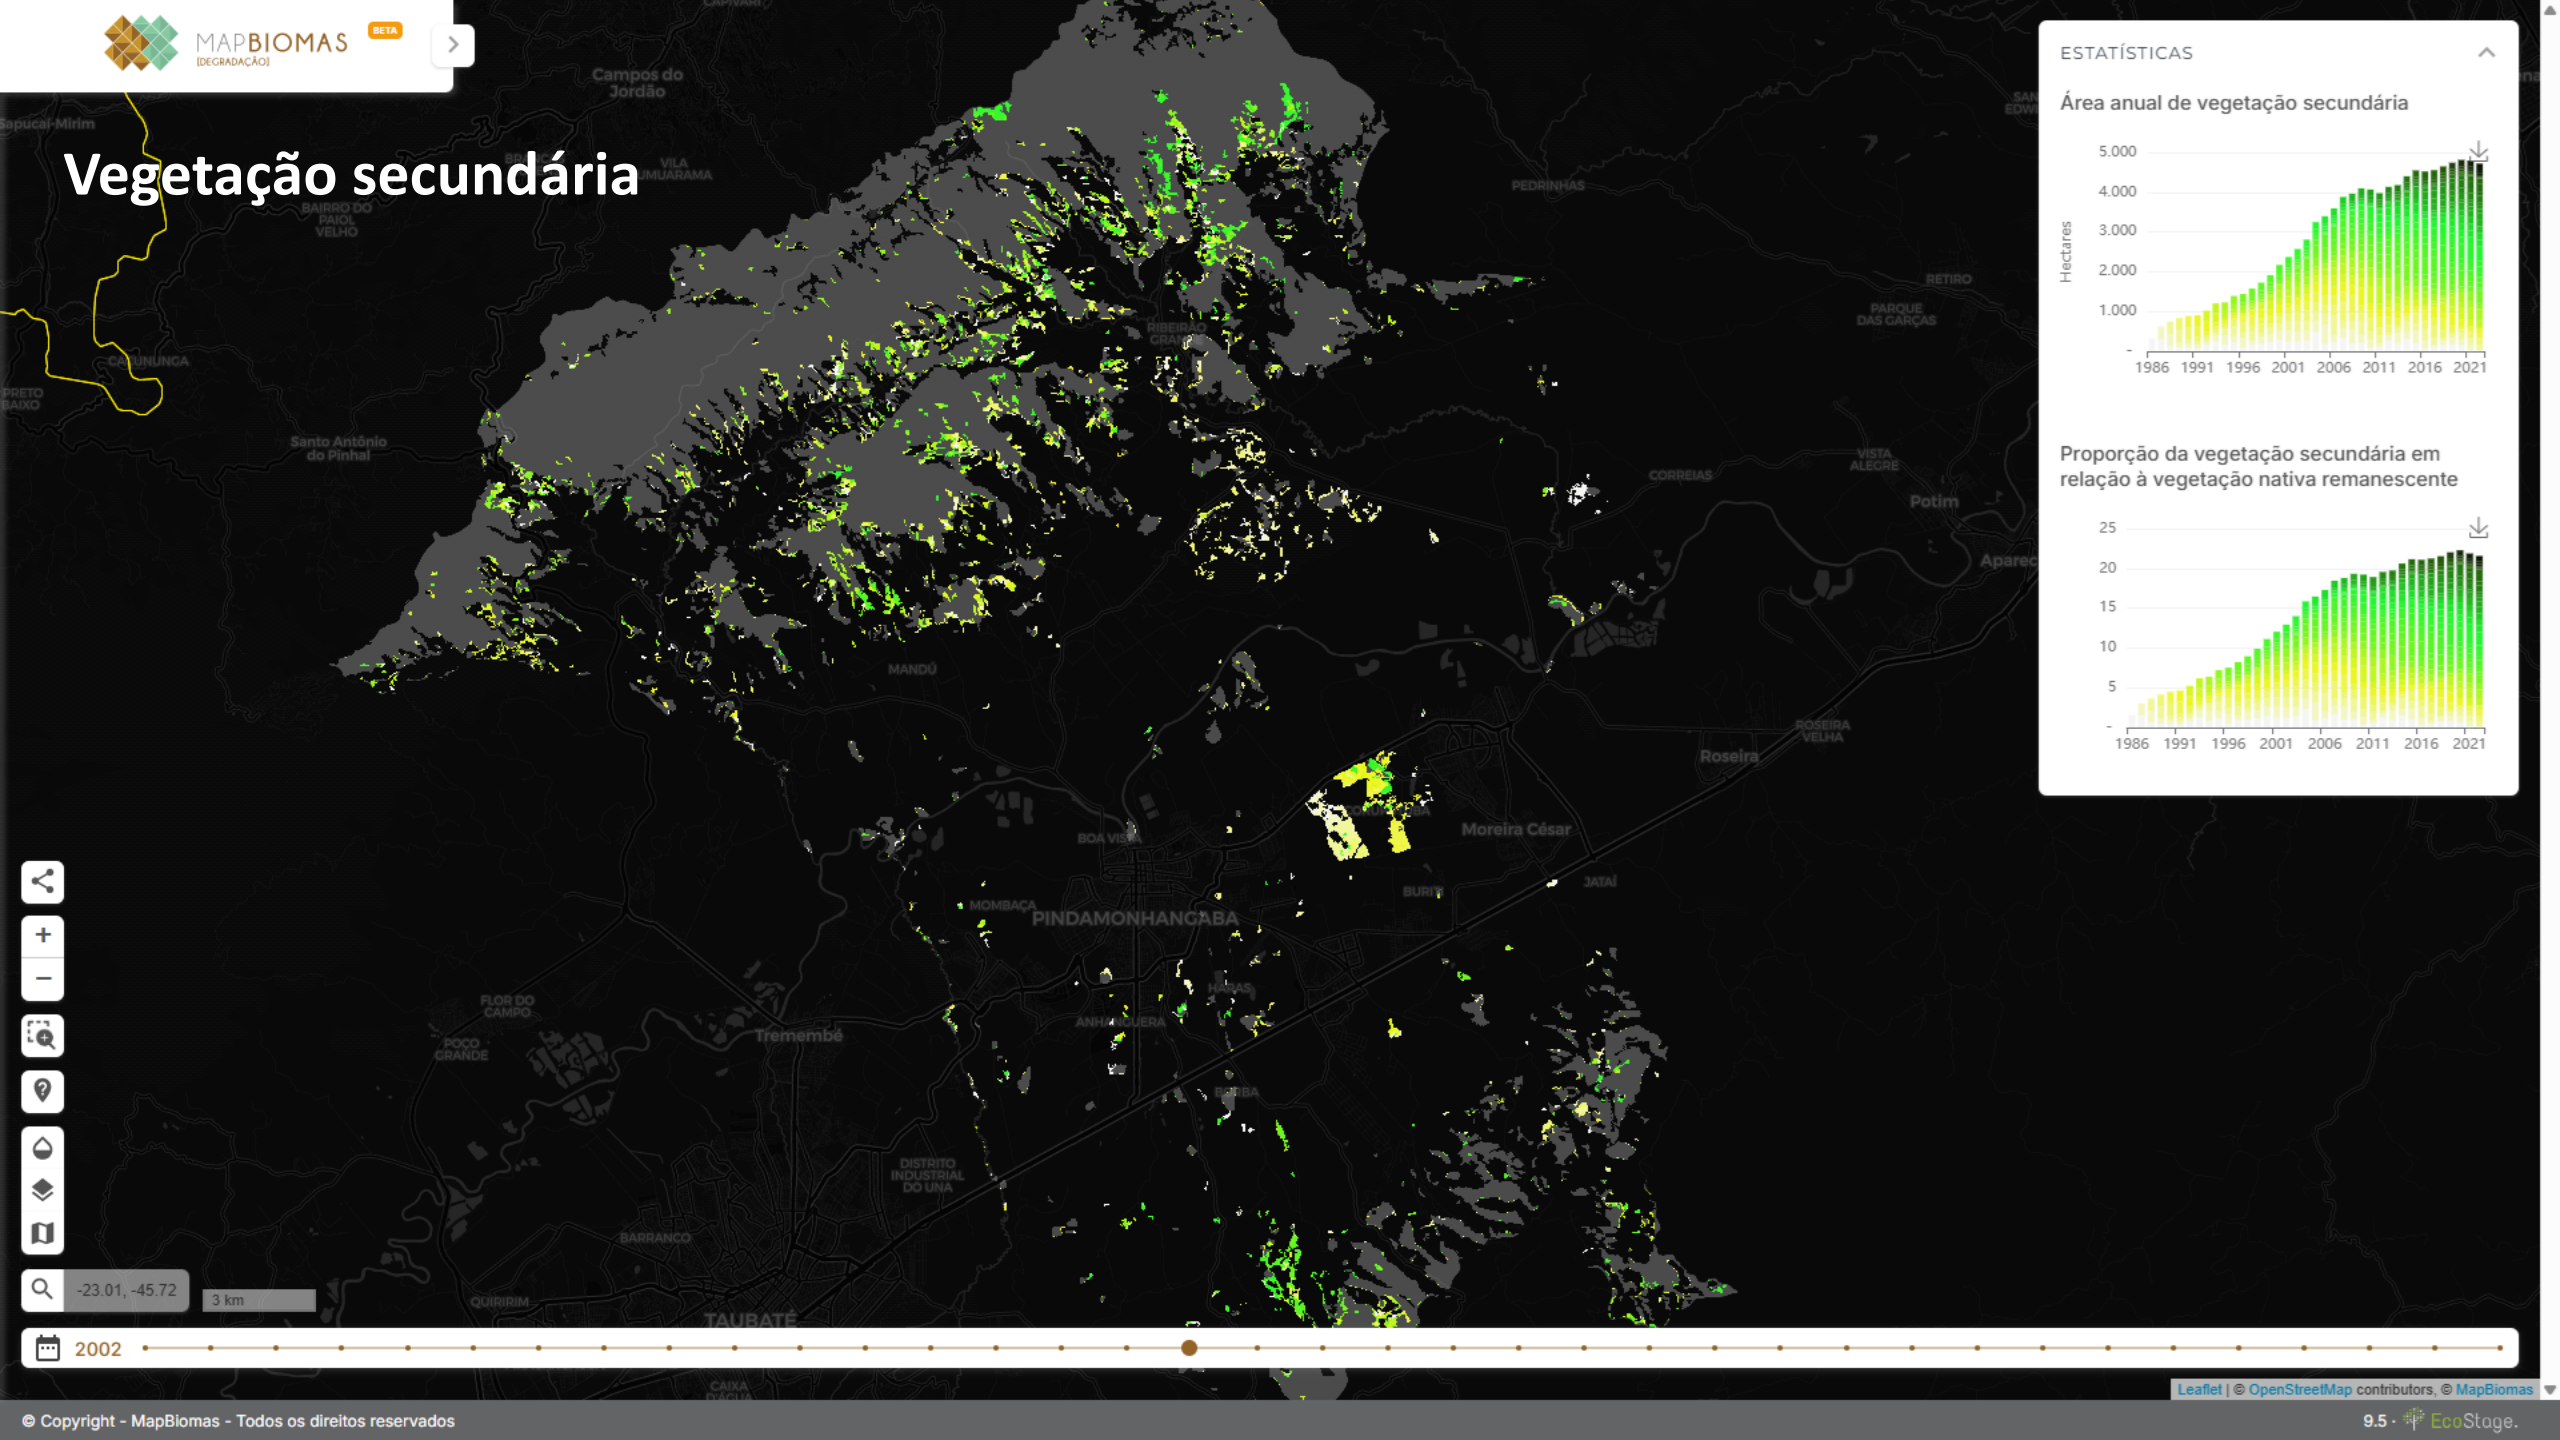 MAPBIOMAS
BETA
[DEGRADAÇÃO]
Vegetação secundária
CAPIVARI
Campos do
Jordão
Sapucaí-Mirim
VILA
BAIRRO DO
PAIOL
VELHO
PRETO
BAIXO
Santo Antônio
do Pinhal
PEDRINHAS
RETIRO
PARQUE
DAS GARÇAS
RIBEIRÃO
GRANDE
CORREIAS
VISTA
ALEGRE
Potim
Aparec
MANDÚ
ROSEIRA
VELHA
Roseira
Moreira César
BOA VISTA
BURITI
JATAÍ
MOMBAÇA
PINDAMONHANGABA
HARAS
ANHANGUERA
FLOR DO
CAMPO
POÇO
GRANDE
Tremembé
DISTRITO
INDUSTRIAL
DO UNA
BARRANCO
QUIRIRIM
TAUBATÉ
CAIXA
D'ÁGUA
ESTATÍSTICAS
Área anual de vegetação secundária
Hectares
5.000
4.000
3.000
2.000
1.000
-
1986 1991 1996 2001 2006 2011 2016 2021
Proporção da vegetação secundária em
relação à vegetação nativa remanescente
25
20
15
10
5
-
1986 1991 1996 2001 2006 2011 2016 2021
-23.01, -45.72
3 km
2002
Leaflet | © OpenStreetMap contributors, © MapBiomas
© Copyright - MapBiomas - Todos os direitos reservados
9.5 · EcoStage.